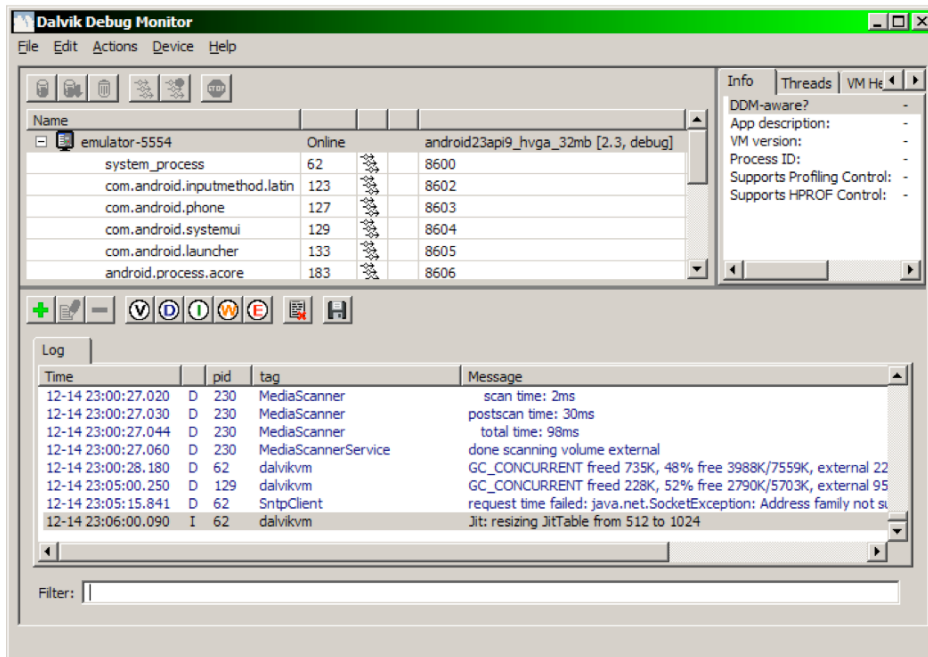 Dalvik Debug Monitor
File Edit Actions Device Help
STOP
Info Threads VM He
Name
emulator-5554 Online android23api9_hvga_32mb [2.3, debug]
system_process 62 8600
com.android.inputmethod.latin 123 8602
com.android.phone 127 8603
com.android.systemui 129 8604
com.android.launcher 133 8605
android.process.acore 183 8606
DDM-aware? -
App description: -
VM version: -
Process ID: -
Supports Profiling Control: -
Supports HPROF Control: -
V D I W E
Log
Time pid tag Message
12-14 23:00:27.020 D 230 MediaScanner scan time: 2ms
12-14 23:00:27.030 D 230 MediaScanner postscan time: 30ms
12-14 23:00:27.044 D 230 MediaScanner total time: 98ms
12-14 23:00:27.060 D 230 MediaScannerService done scanning volume external
12-14 23:00:28.180 D 62 dalvikvm GC_CONCURRENT freed 735K, 48% free 3988K/7559K, external 22
12-14 23:05:00.250 D 129 dalvikvm GC_CONCURRENT freed 228K, 52% free 2790K/5703K, external 95
12-14 23:05:15.841 D 62 SntpClient request time failed: java.net.SocketException: Address family not su
12-14 23:06:00.090 I 62 dalvikvm Jit: resizing JitTable from 512 to 1024
Filter: